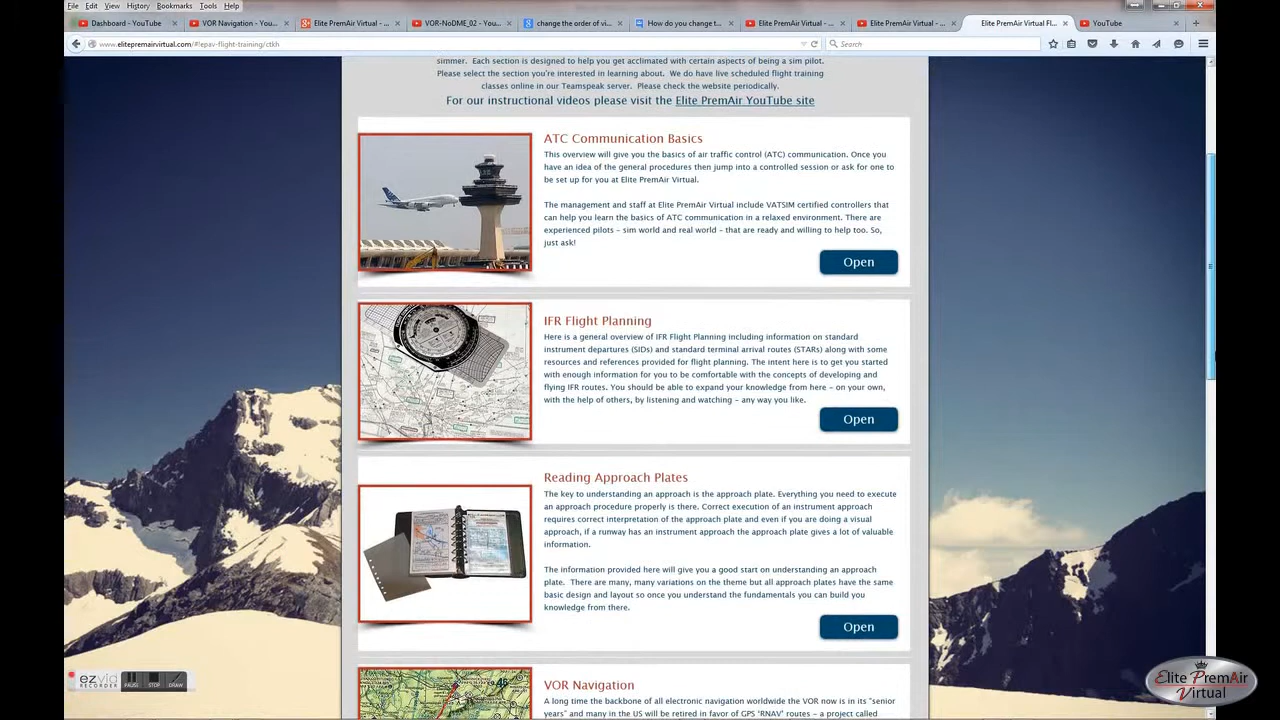 File Edit View History Bookmarks Tools Help
Dashboard - YouTube
VOR Navigation - You...
Elite PremAir Virtual - ...
VOR-NoDME_02 - You...
change the order of vi...
How do you change t...
Elite PremAir Virtual - ...
Elite PremAir Virtual - ...
Elite PremAir Virtual Fl...
YouTube
www.elitepremairvirtual.com/#!epav-flight-training/ctkh
Search
simmer. Each section is designed to help you get acclimated with certain aspects of being a sim pilot.
Please select the section you're interested in learning about. We do have live scheduled flight training
classes online in our Teamspeak server. Please check the website periodically.
For our instructional videos please visit the Elite PremAir YouTube site
ATC Communication Basics
This overview will give you the basics of air traffic control (ATC) communication. Once you
have an idea of the general procedures then jump into a controlled session or ask for one to
be set up for you at Elite PremAir Virtual.
The management and staff at Elite PremAir Virtual include VATSIM certified controllers that
can help you learn the basics of ATC communication in a relaxed environment. There are
experienced pilots - sim world and real world - that are ready and willing to help too. So,
just ask!
Open
IFR Flight Planning
Here is a general overview of IFR Flight Planning including information on standard
instrument departures (SIDs) and standard terminal arrival routes (STARs) along with some
resources and references provided for flight planning. The intent here is to get you started
with enough information for you to be comfortable with the concepts of developing and
flying IFR routes. You should be able to expand your knowledge from here - on your own,
with the help of others, by listening and watching - any way you like.
Open
Reading Approach Plates
The key to understanding an approach is the approach plate. Everything you need to execute
an approach procedure properly is there. Correct execution of an instrument approach
requires correct interpretation of the approach plate and even if you are doing a visual
approach, if a runway has an instrument approach the approach plate gives a lot of valuable
information.
The information provided here will give you a good start on understanding an approach
plate. There are many, many variations on the theme but all approach plates have the same
basic design and layout so once you understand the fundamentals you can build you
knowledge from there.
Open
VOR Navigation
A long time the backbone of all electronic navigation worldwide the VOR now is in its "senior
years" and many in the US will be retired in favor of GPS 'RNAV' routes - a project called
ezvid
RECORDER
PAUSE
STOP
DRAW
Elite PremAir
Virtual